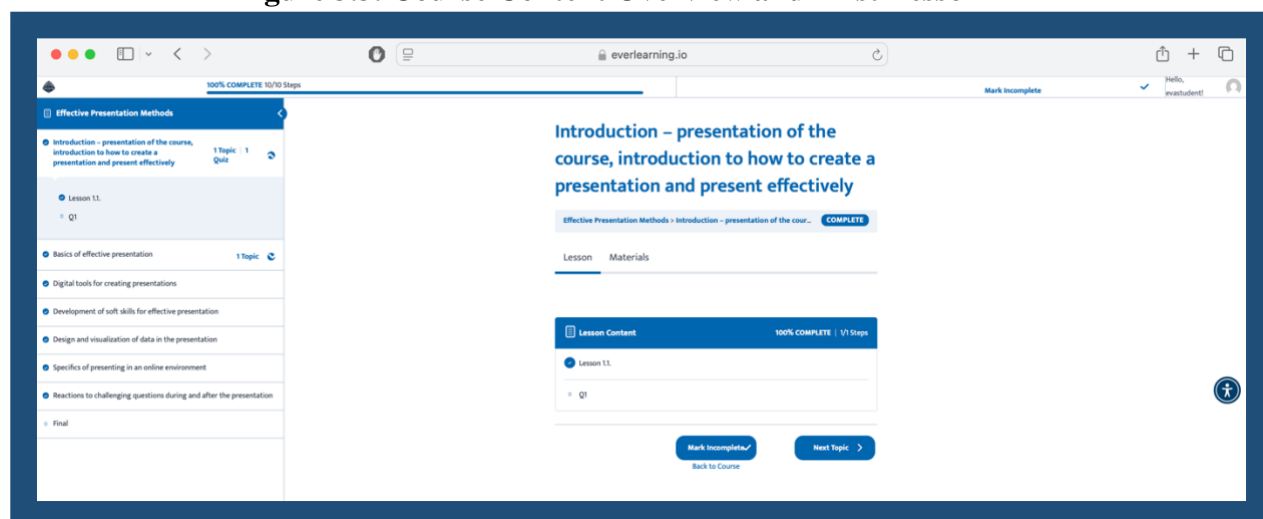 everlearning.io
100% COMPLETE 10/10 Steps
Mark Incomplete
Hello,
evastudent!
Effective Presentation Methods
Introduction – presentation of the course,
introduction to how to create a
presentation and present effectively
1 Topic | 1
Quiz
Lesson 1.1.
Q1
Basics of effective presentation
1 Topic
Digital tools for creating presentations
Development of soft skills for effective presentation
Design and visualization of data in the presentation
Specifics of presenting in an online environment
Reactions to challenging questions during and after the presentation
Final
Introduction – presentation of the
course, introduction to how to create a
presentation and present effectively
Effective Presentation Methods > Introduction – presentation of the cour...
COMPLETE
Lesson Materials
Lesson Content
100% COMPLETE | 1/1 Steps
Lesson 1.1.
Q1
Mark Incomplete
Next Topic
Back to Course